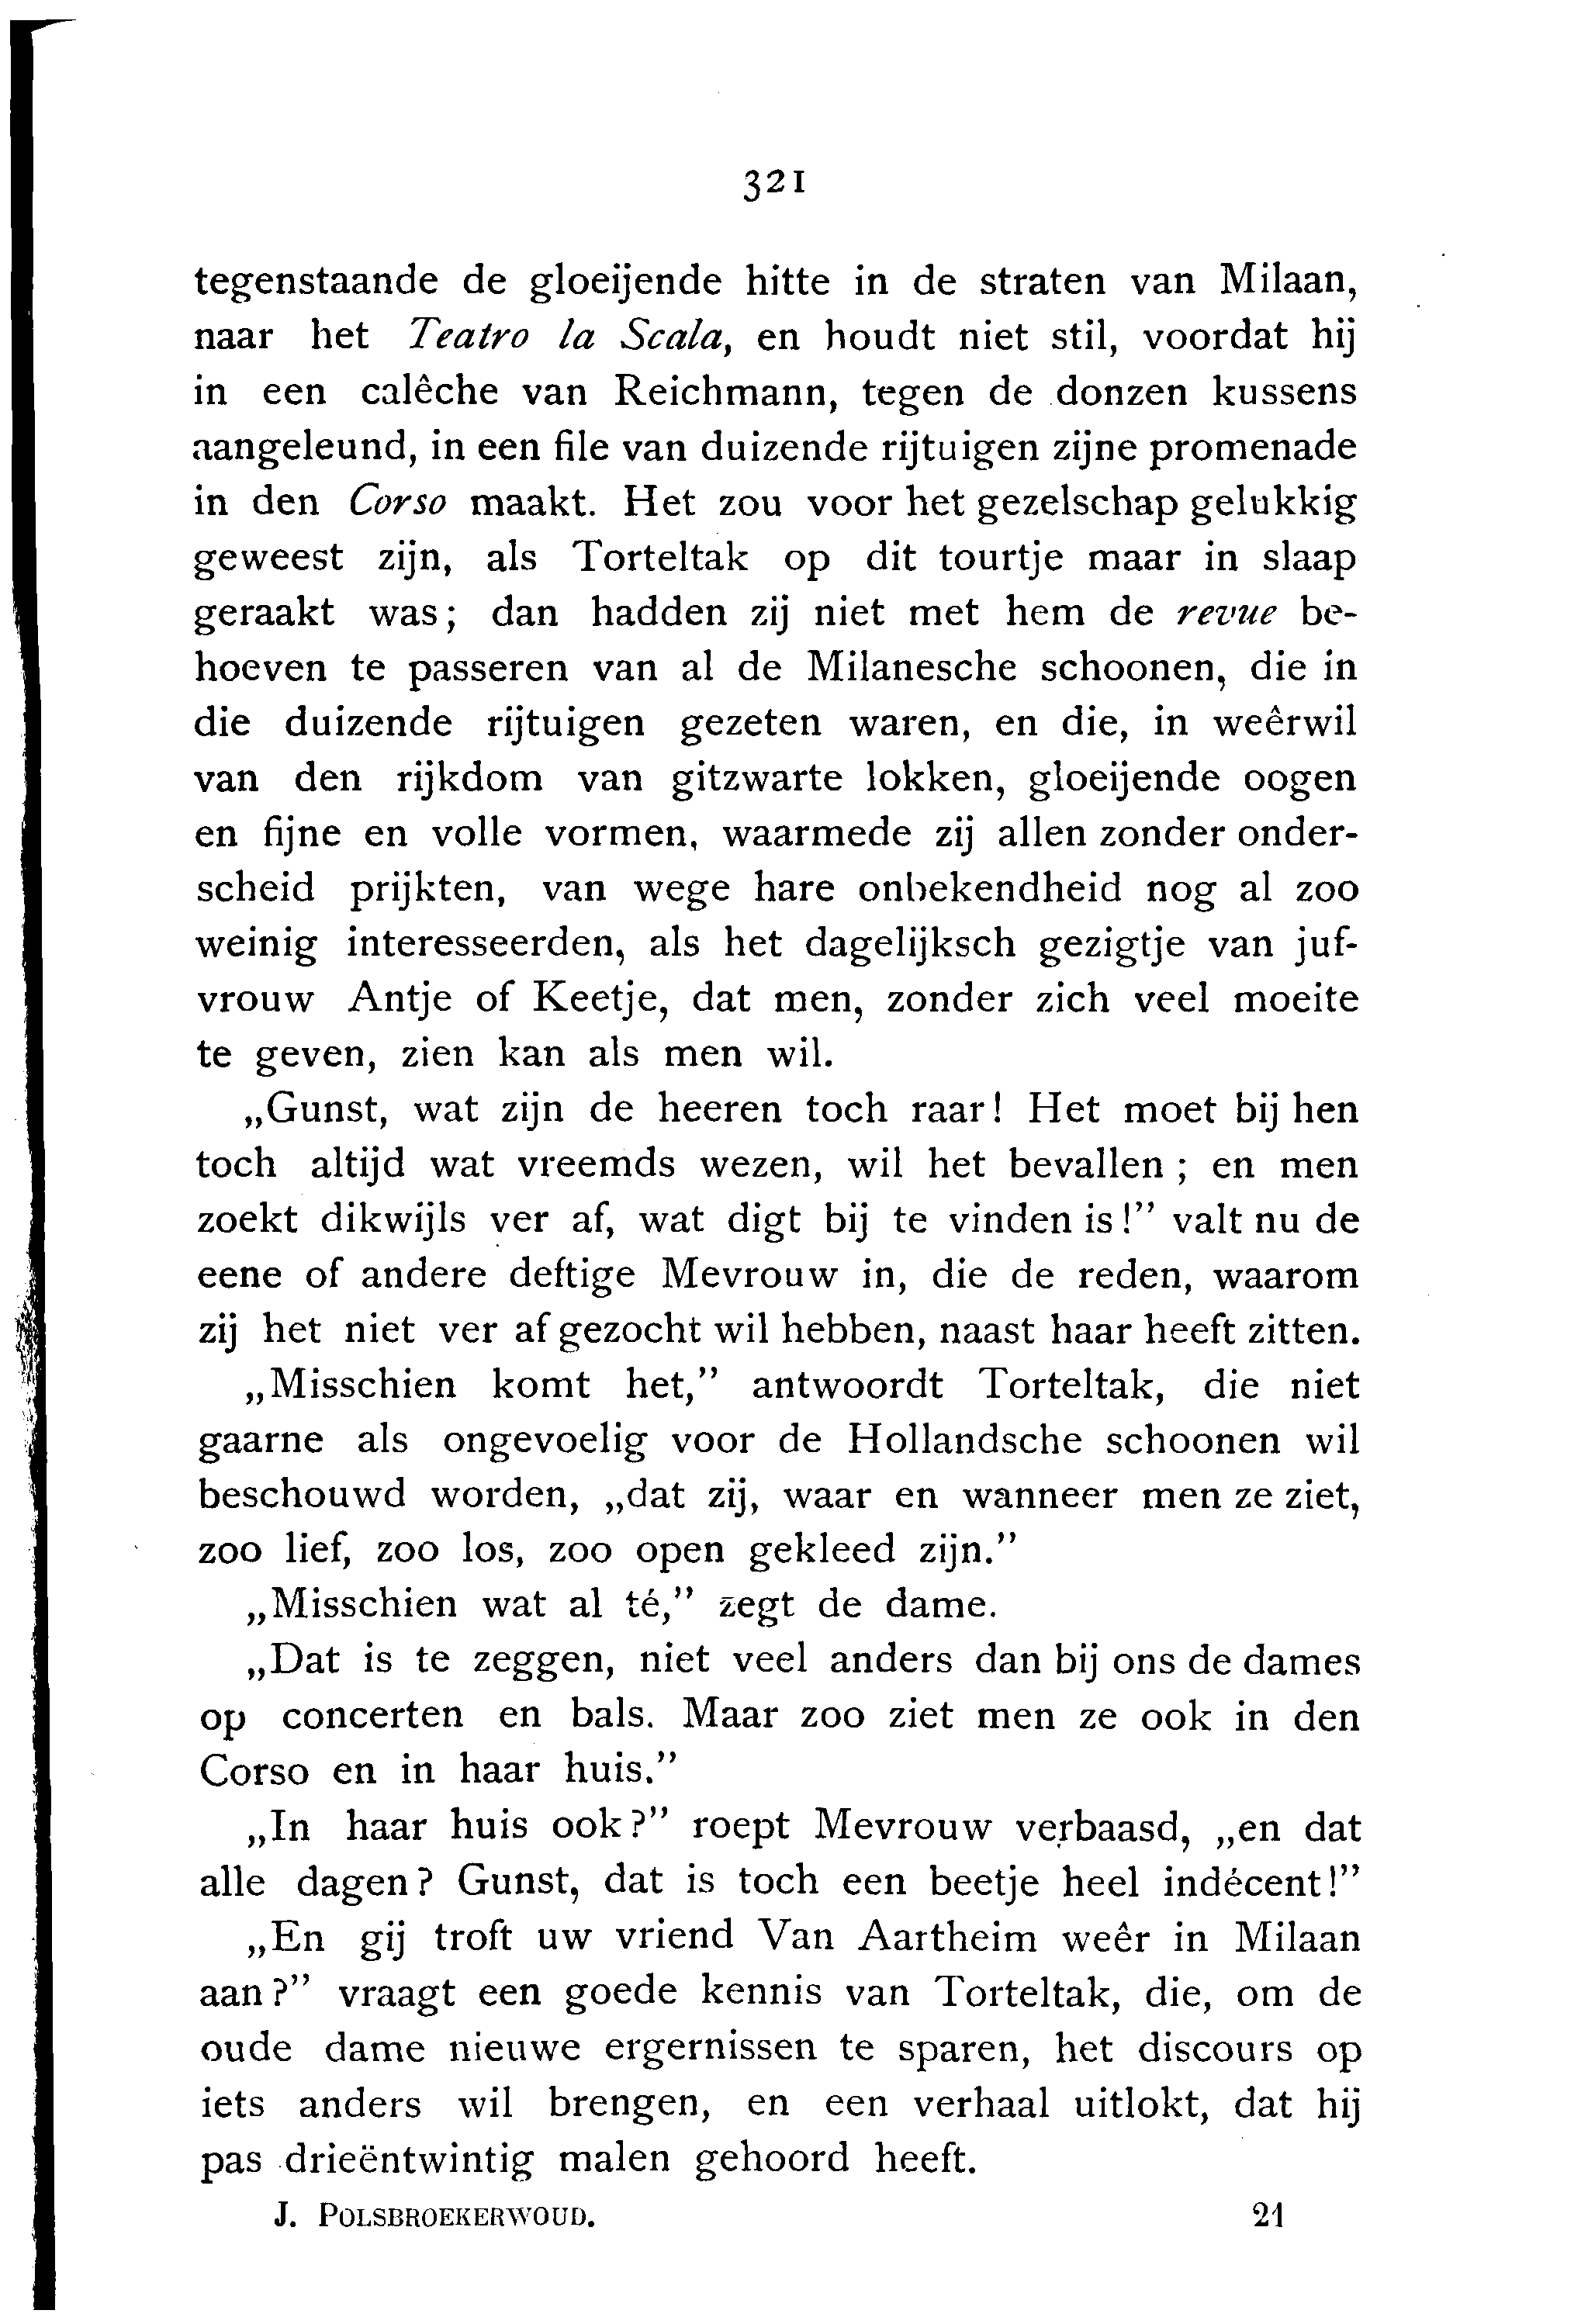 321
tegenstaande de gloeijende hitte in de straten van Milaan,
naar het Teatro la Scala, en houdt niet stil, voordat hij
in een calêche van Reichmann, tegen de donzen kussens
aangeleund, in een file van duizende rijtuigen zijne promenade
in den Corso maakt. Het zou voor het gezelschap gelukkig
geweest zijn, als Torteltak op dit tourtje maar in slaap
geraakt was; dan hadden zij niet met hem de revue be-
hoeven te passeren van al de Milanesche schoonen, die in
die duizende rijtuigen gezeten waren, en die, in weêrwil
van den rijkdom van gitzwarte lokken, gloeijende oogen
en fijne en volle vormen, waarmede zij allen zonder onder-
scheid prijkten, van wege hare onbekendheid nog al zoo
weinig interesseerden, als het dagelijksch gezigtje van juf-
vrouw Antje of Keetje, dat men, zonder zich veel moeite
te geven, zien kan als men wil.
„Gunst, wat zijn de heeren toch raar! Het moet bij hen
toch altijd wat vreemds wezen, wil het bevallen; en men
zoekt dikwijls ver af, wat digt bij te vinden is!” valt nu de
eene of andere deftige Mevrouw in, die de reden, waarom
zij het niet ver af gezocht wil hebben, naast haar heeft zitten.
„Misschien komt het,” antwoordt Torteltak, die niet
gaarne als ongevoelig voor de Hollandsche schoonen wil
beschouwd worden, „dat zij, waar en wanneer men ze ziet,
zoo lief, zoo los, zoo open gekleed zijn.”
„Misschien wat al té,” zegt de dame.
„Dat is te zeggen, niet veel anders dan bij ons de dames
op concerten en bals. Maar zoo ziet men ze ook in den
Corso en in haar huis.”
„In haar huis ook?” roept Mevrouw verbaasd, „en dat
alle dagen? Gunst, dat is toch een beetje heel indécent!”
„En gij troft uw vriend Van Aartheim weêr in Milaan
aan?” vraagt een goede kennis van Torteltak, die, om de
oude dame nieuwe ergernissen te sparen, het discours op
iets anders wil brengen, en een verhaal uitlokt, dat hij
pas drieëntwintig malen gehoord heeft.
J. POLSBROEKERWOUD. 21